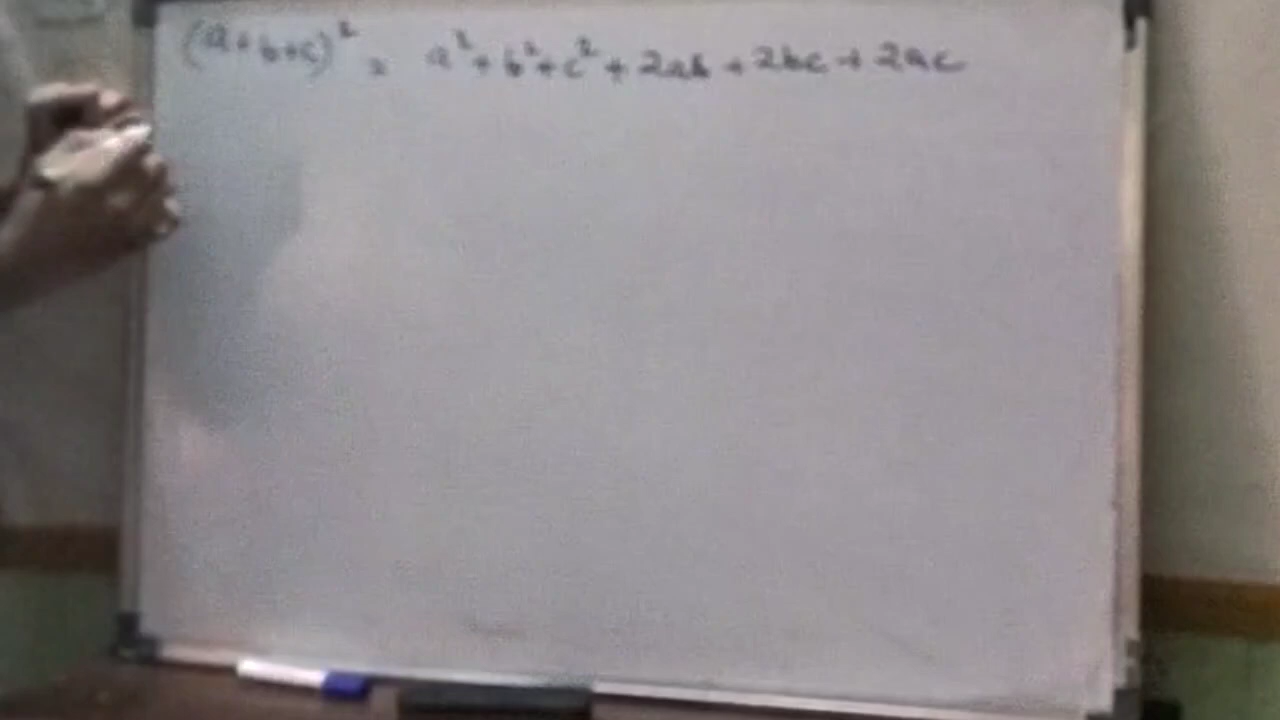 (a+b+c)² = a² + b² + c² + 2ab + 2bc + 2ac